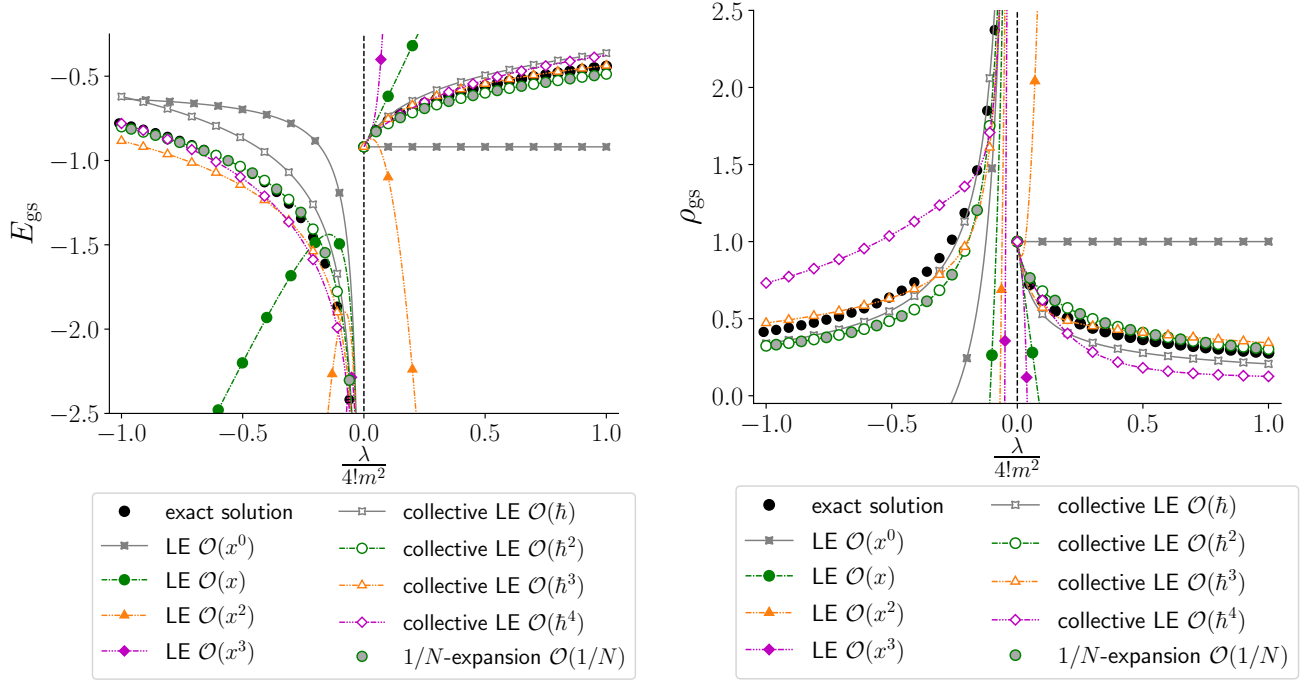 E_gs
−0.5
−1.0
−1.5
−2.0
−2.5
−1.0 −0.5 0.0 0.5 1.0
λ
4!m²
exact solution
LE 𝒪(x⁰)
LE 𝒪(x)
LE 𝒪(x²)
LE 𝒪(x³)
collective LE 𝒪(ħ)
collective LE 𝒪(ħ²)
collective LE 𝒪(ħ³)
collective LE 𝒪(ħ⁴)
1/N-expansion 𝒪(1/N)
ρ_gs
2.5
2.0
1.5
1.0
0.5
0.0
−1.0 −0.5 0.0 0.5 1.0
λ
4!m²
exact solution
LE 𝒪(x⁰)
LE 𝒪(x)
LE 𝒪(x²)
LE 𝒪(x³)
collective LE 𝒪(ħ)
collective LE 𝒪(ħ²)
collective LE 𝒪(ħ³)
collective LE 𝒪(ħ⁴)
1/N-expansion 𝒪(1/N)